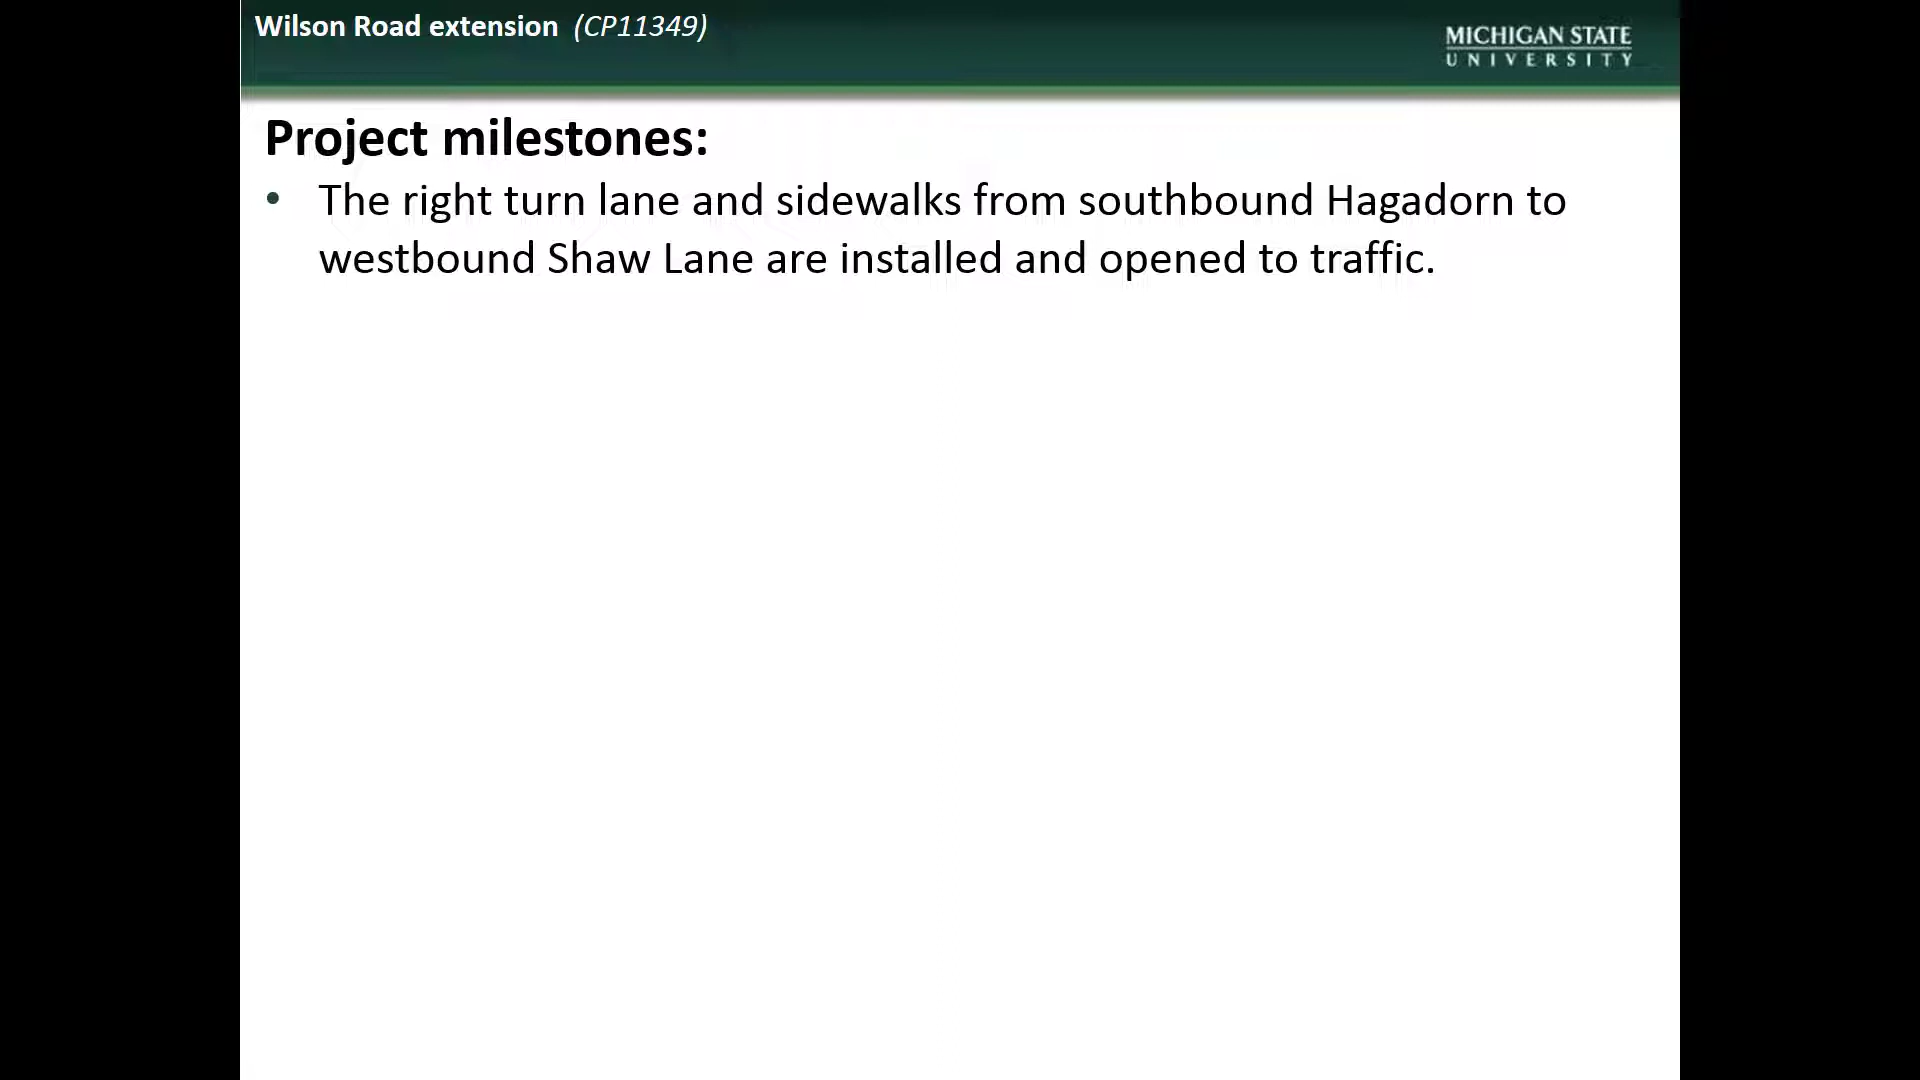 Wilson Road extension (CP11349)
MICHIGAN STATE
UNIVERSITY
Project milestones:
• The right turn lane and sidewalks from southbound Hagadorn to
westbound Shaw Lane are installed and opened to traffic.